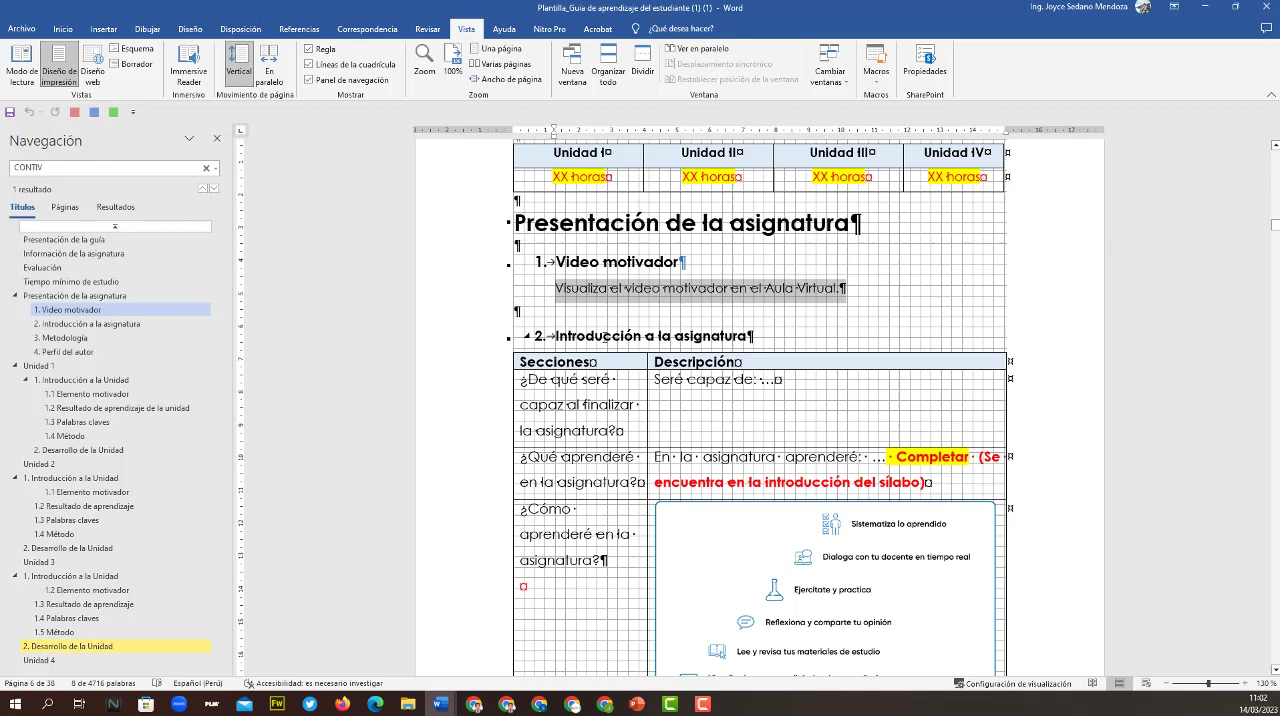 Plantilla_Guia de aprendizaje del estudiante (1) (1) - Word
Ing. Joyce Sedano Mendoza
Archivo Inicio Insertar Dibujar Diseño Disposición Referencias Correspondencia Revisar Vista Ayuda Nitro Pro Acrobat ¿Qué desea hacer?
Modo de lectura
Diseño de impresión
Diseño web
Esquema
Borrador
Vistas
Immersive Reader
Inmersivo
Vertical
En paralelo
Movimiento de página
Regla
Líneas de la cuadrícula
Panel de navegación
Mostrar
Zoom
100%
Una página
Varias páginas
Ancho de página
Zoom
Nueva ventana
Organizar todo
Dividir
Ver en paralelo
Desplazamiento sincrónico
Restablecer posición de la ventana
Ventana
Cambiar ventanas
Macros
Macros
Propiedades
SharePoint
Navegación
CONTIV
1 resultado
Títulos Páginas Resultados
Presentación de la guía
Información de la asignatura
Evaluación
Tiempo mínimo de estudio
Presentación de la asignatura
1. Video motivador
2. Introducción a la asignatura
3. Metodología
4. Perfil del autor
Unidad 1
1. Introducción a la Unidad
1.1 Elemento motivador
1.2 Resultado de aprendizaje de la unidad
1.3 Palabras claves
1.4 Método
2. Desarrollo de la Unidad
Unidad 2
1. Introducción a la Unidad
1.1 Elemento motivador
1.2 Resultado de aprendizaje
1.3 Palabras claves
1.4 Método
2. Desarrollo de la Unidad
Unidad 3
1. Introducción a la Unidad
1.2 Elemento motivador
1.3 Resultado de aprendizaje
1.4 Palabras claves
1.5 Método
2. Desarrollo de la Unidad
Unidad 4
Unidad I¤ Unidad II¤ Unidad III¤ Unidad IV¤
XX horas¤ XX horas¤ XX horas¤ XX horas¤
¶
Presentación de la asignatura¶
¶
1.→Video motivador¶
Visualiza el video motivador en el Aula Virtual.¶
¶
2.→Introducción a la asignatura¶
Secciones¤ Descripción¤
¿De qué seré capaz al finalizar la asignatura?¤
Seré capaz de: …¤
¿Qué aprenderé en la asignatura?¤
En la asignatura aprenderé: … Completar (Se encuentra en la introducción del sílabo)¤
¿Cómo aprenderé en la asignatura?¶
¤
Sistematiza lo aprendido
Dialoga con tu docente en tiempo real
Ejercítate y practica
Reflexiona y comparte tu opinión
Lee y revisa tus materiales de estudio
Página 6 de 38 8 de 4716 palabras Español (Perú) Accesibilidad: es necesario investigar
Configuración de visualización
130 %
11:02
14/03/2023